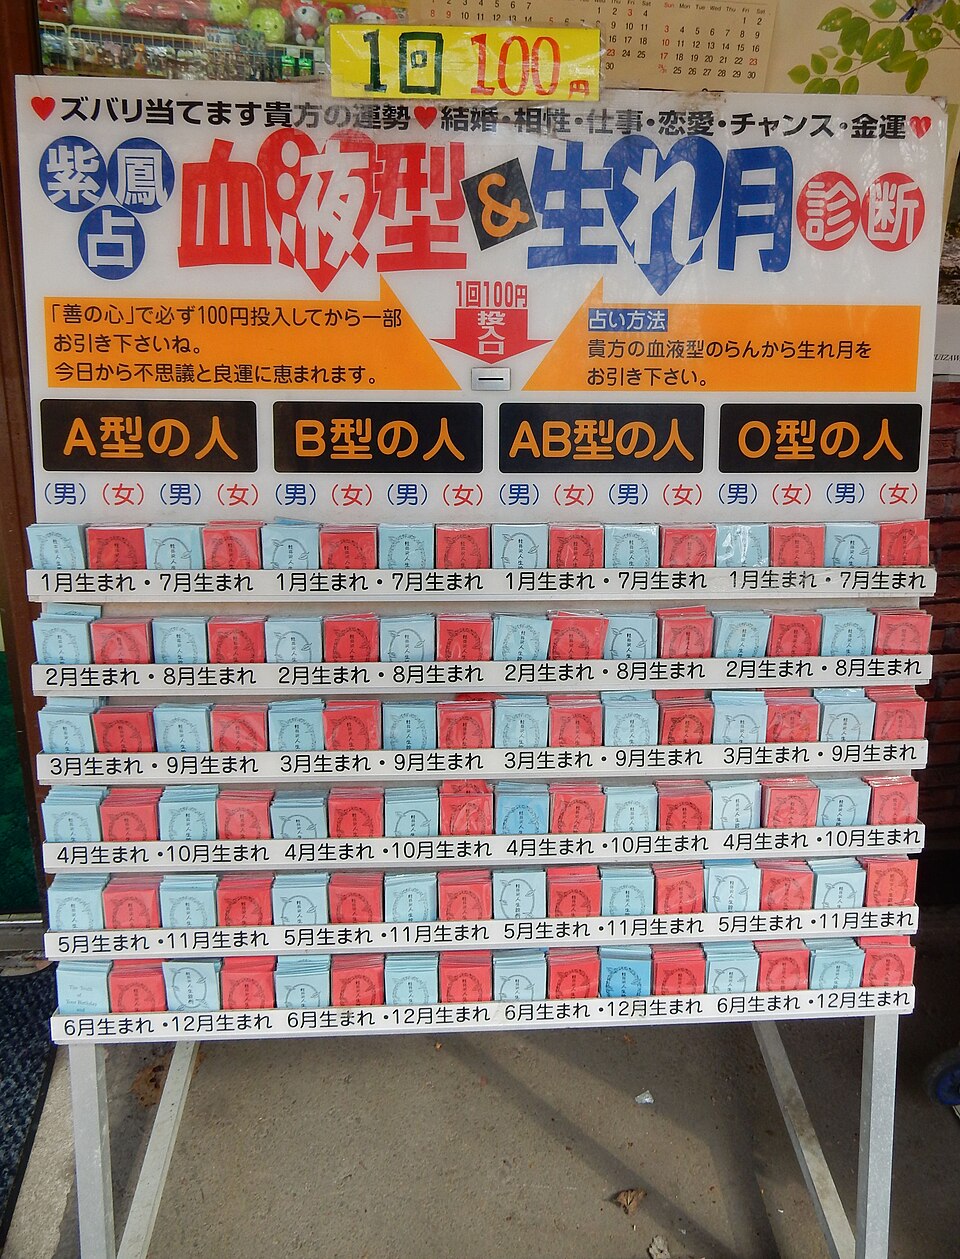 1回 100円
♥ズバリ当てます貴方の運勢♥結婚・相性・仕事・恋愛・チャンス・金運♥
紫鳳占 血液型&生れ月 診断
1回100円
投入口
「善の心」で必ず100円投入してから一部
お引き下さいね。
今日から不思議と良運に恵まれます。
占い方法
貴方の血液型のらんから生れ月を
お引き下さい。
A型の人 B型の人 AB型の人 O型の人
(男) (女) (男) (女) (男) (女) (男) (女) (男) (女) (男) (女) (男) (女) (男) (女)
1月生まれ・7月生まれ 1月生まれ・7月生まれ 1月生まれ・7月生まれ 1月生まれ・7月生まれ
2月生まれ・8月生まれ 2月生まれ・8月生まれ 2月生まれ・8月生まれ 2月生まれ・8月生まれ
3月生まれ・9月生まれ 3月生まれ・9月生まれ 3月生まれ・9月生まれ 3月生まれ・9月生まれ
4月生まれ・10月生まれ 4月生まれ・10月生まれ 4月生まれ・10月生まれ 4月生まれ・10月生まれ
5月生まれ・11月生まれ 5月生まれ・11月生まれ 5月生まれ・11月生まれ 5月生まれ・11月生まれ
6月生まれ・12月生まれ 6月生まれ・12月生まれ 6月生まれ・12月生まれ 6月生まれ・12月生まれ